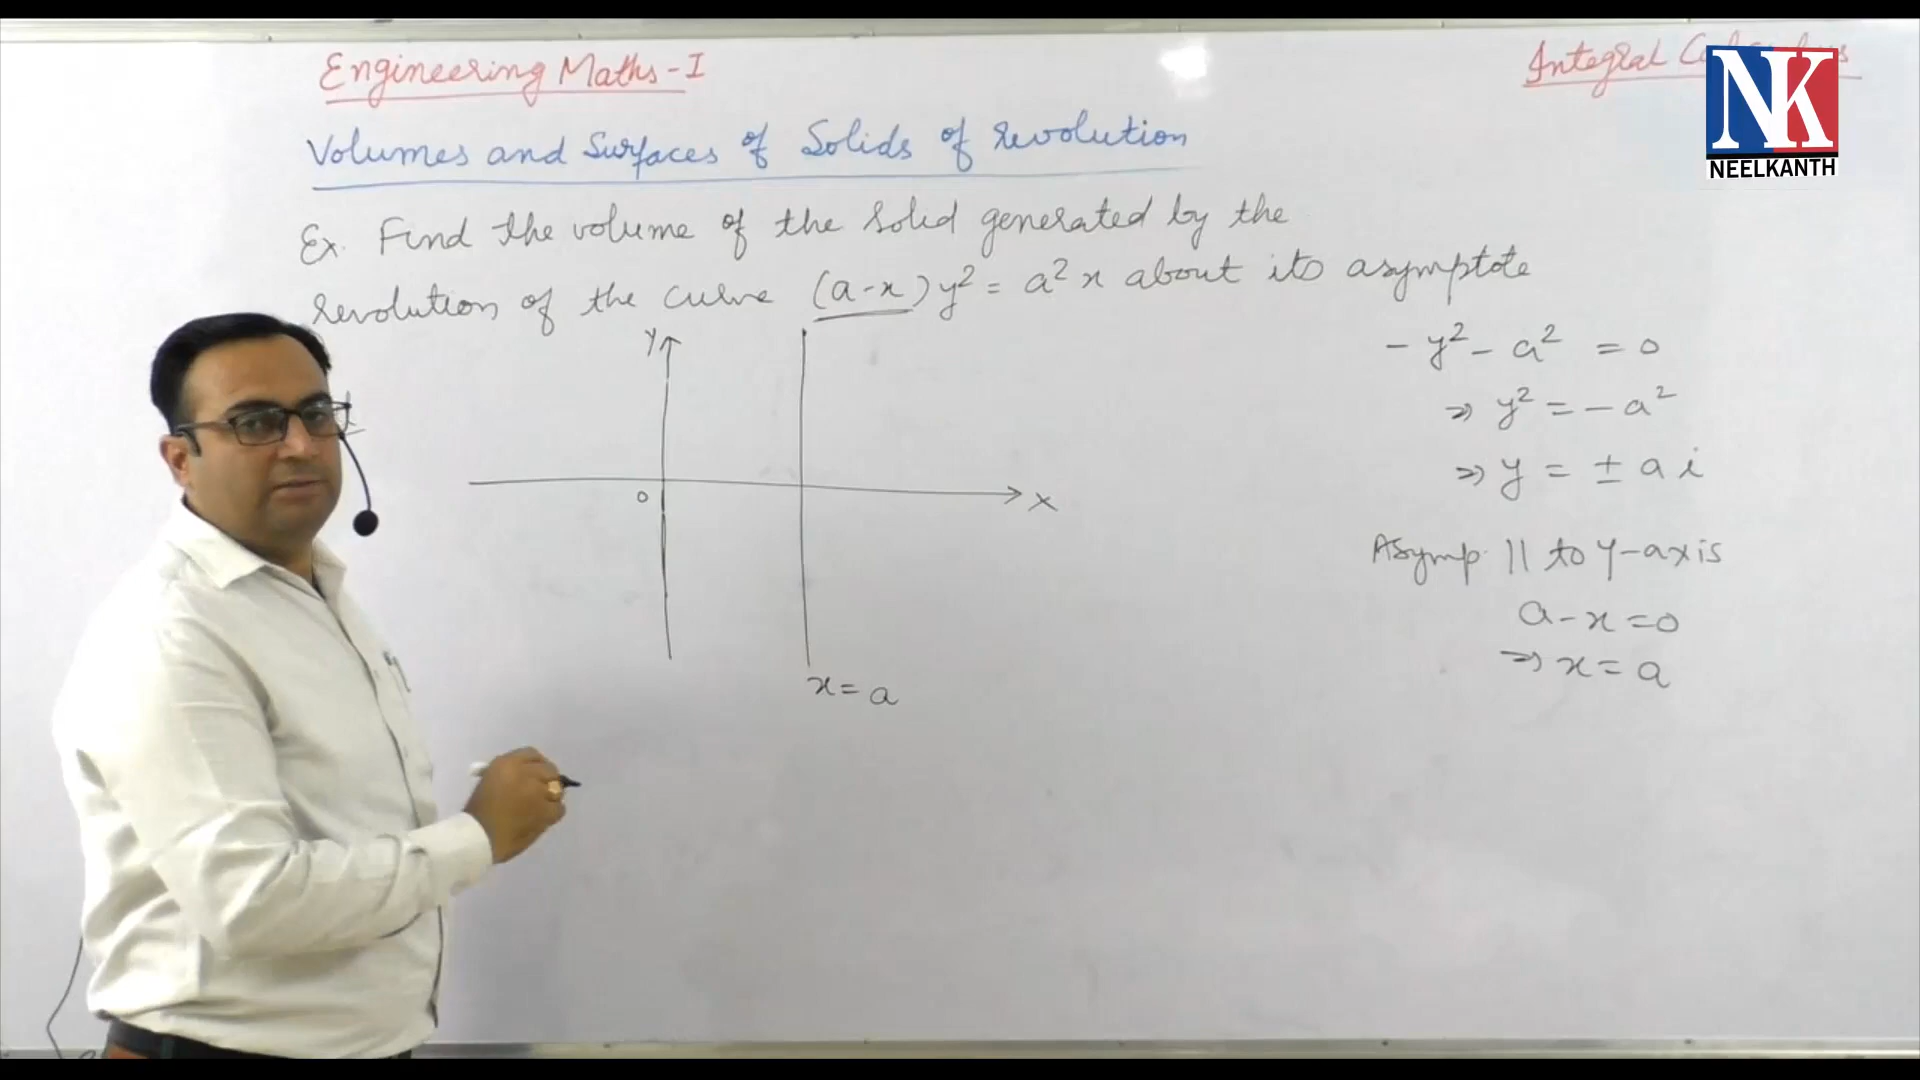 Engineering Maths-I
Integral
NK
NEELKANTH
Volumes and Surfaces of Solids of revolution
Ex. Find the volume of the solid generated by the
revolution of the curve (a-x)y² = a²x about its asymptote
Y
O
X
x = a
- y² - a² = 0
⇒ y² = - a²
⇒ y = ± a i
Asymp. || to Y-axis
a - x = 0
⇒ x = a